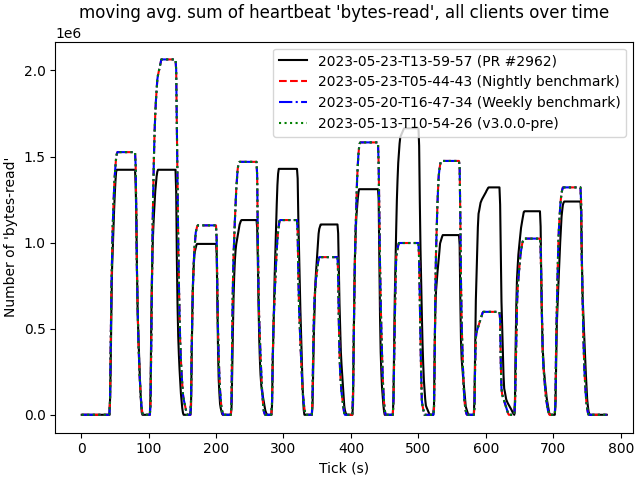 moving avg. sum of heartbeat 'bytes-read', all clients over time
1e6
2023-05-23-T13-59-57 (PR #2962)
2023-05-23-T05-44-43 (Nightly benchmark)
2023-05-20-T16-47-34 (Weekly benchmark)
2023-05-13-T10-54-26 (v3.0.0-pre)
Number of 'bytes-read'
2.0
1.5
1.0
0.5
0.0
0 100 200 300 400 500 600 700 800
Tick (s)